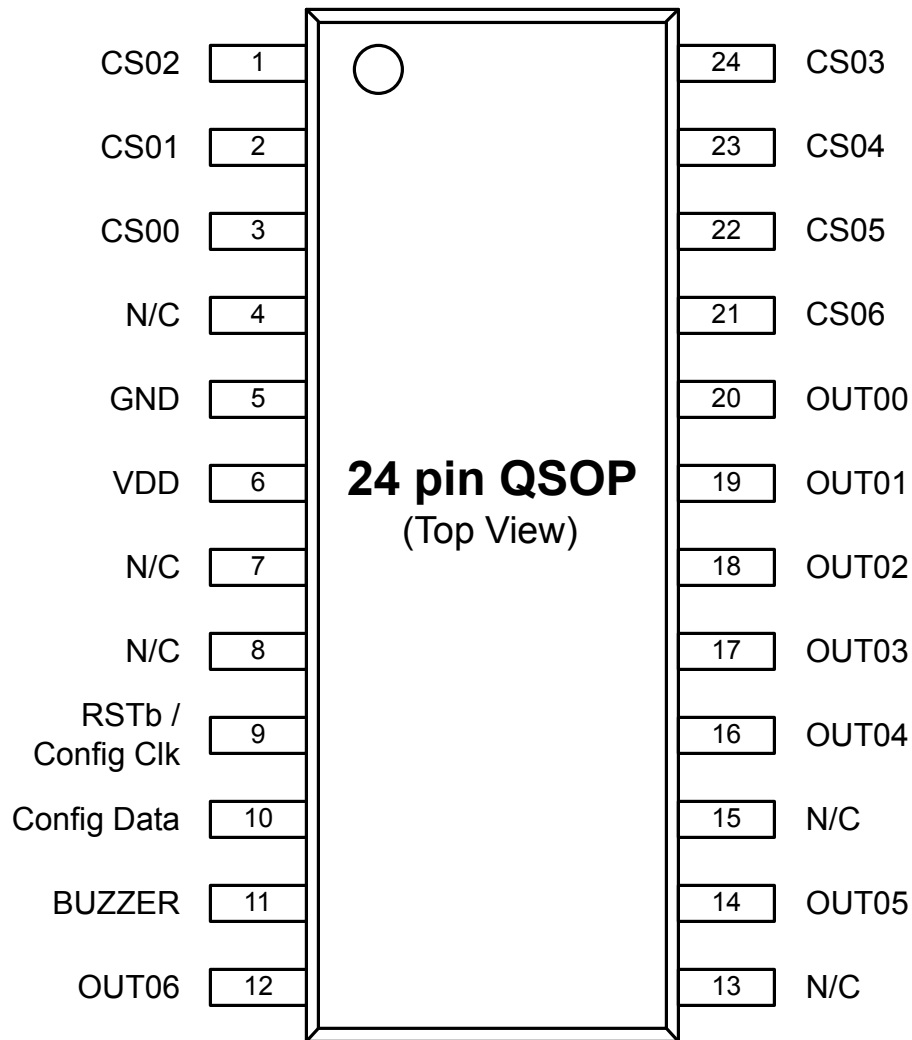 CS02 1 24 CS03
CS01 2 23 CS04
CS00 3 22 CS05
N/C 4 21 CS06
GND 5 20 OUT00
VDD 6 19 OUT01
24 pin QSOP
(Top View)
N/C 7 18 OUT02
N/C 8 17 OUT03
RSTb /
Config Clk 9 16 OUT04
Config Data 10 15 N/C
BUZZER 11 14 OUT05
OUT06 12 13 N/C